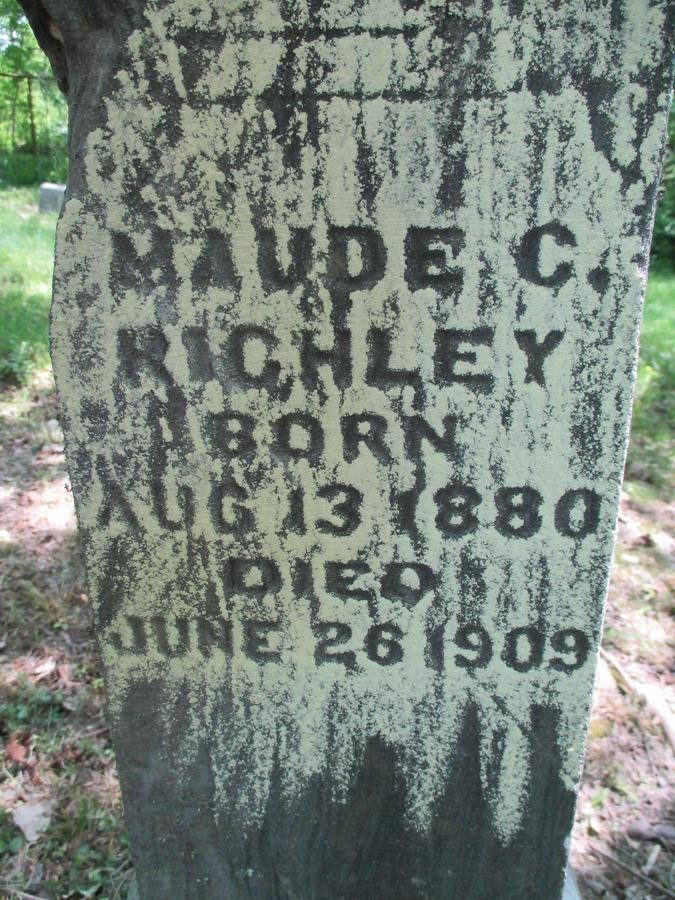 MAUDE C.
RICHLEY
BORN
AUG 13 1880
DIED
JUNE 26 1909